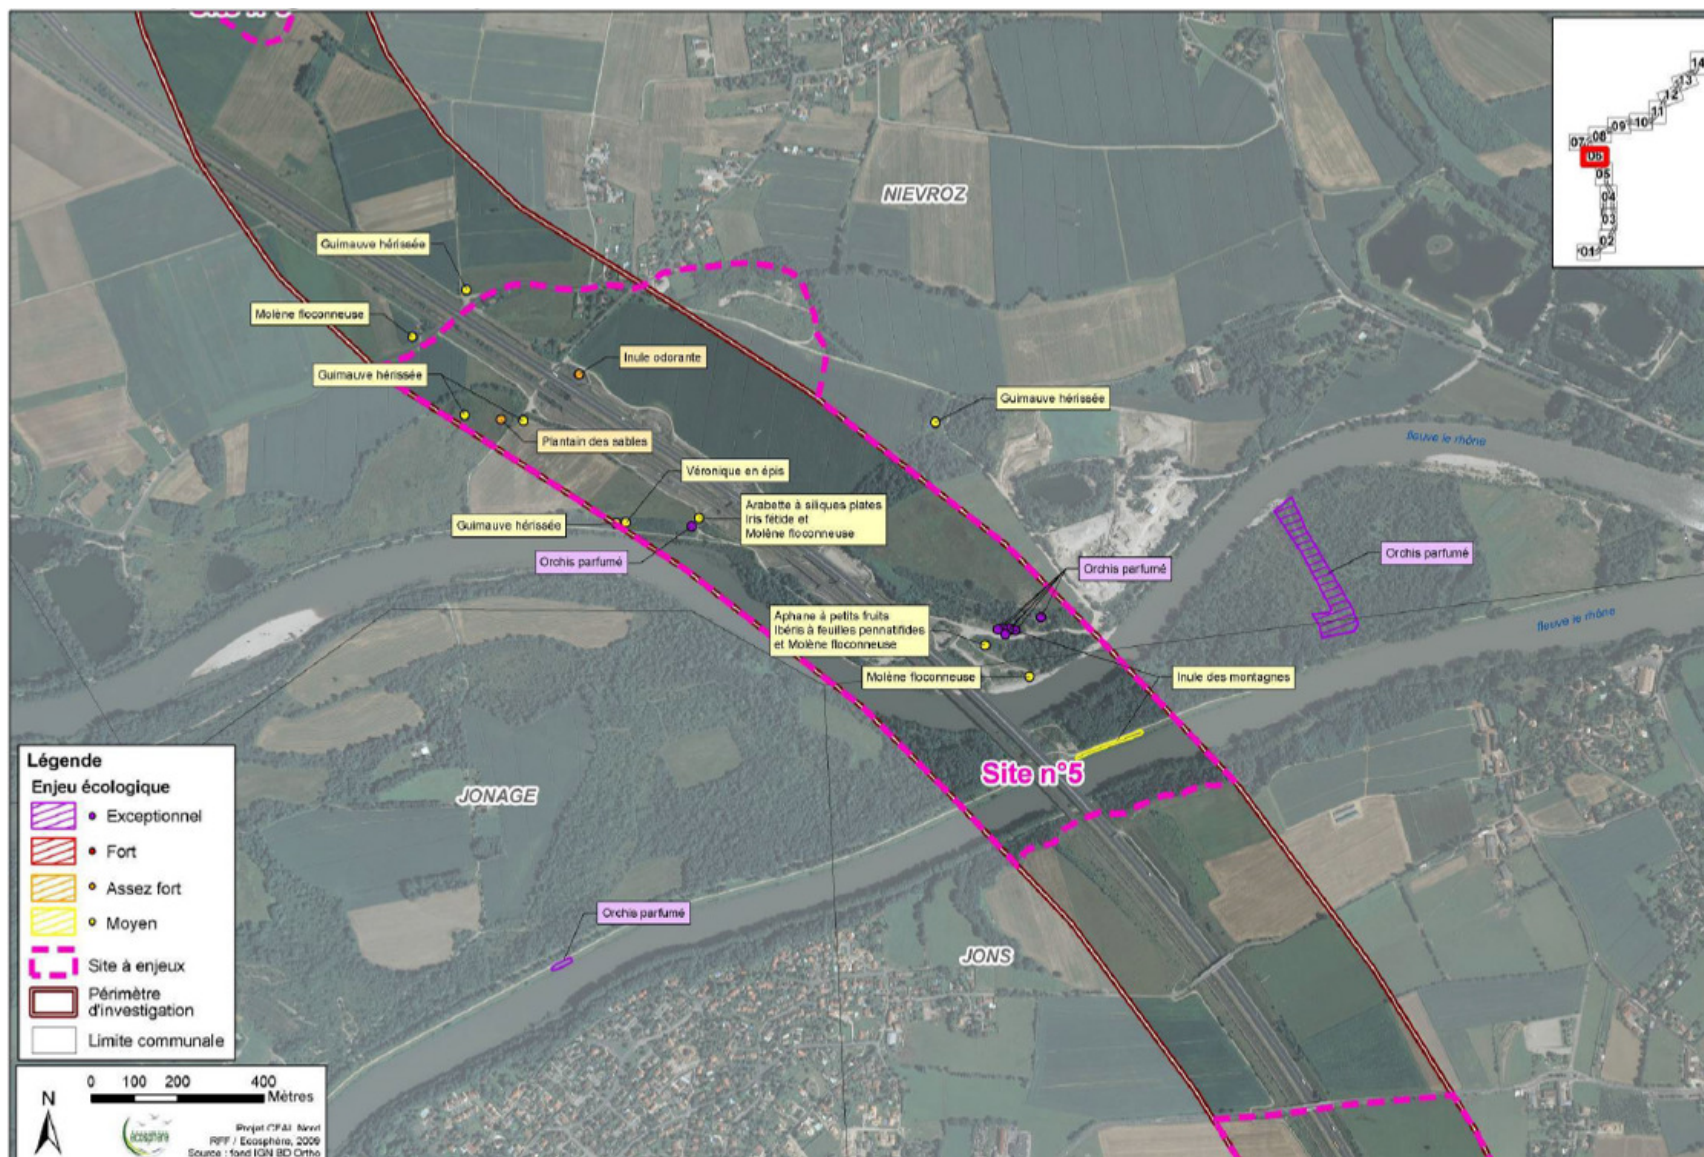 14
13
12
11
10
09
08
07
06
05
04
03
02
01
NIEVROZ
Guimauve hérissée
Molène floconneuse
Inule odorante
Guimauve hérissée
Guimauve hérissée
Plantain des sables
fleuve le rhône
Véronique en épis
Arabette à siliques plates
Iris fétide et
Molène floconneuse
Guimauve hérissée
Orchis parfumé
Orchis parfumé
Orchis parfumé
Aphane à petits fruits
Ibéris à feuilles pennatifides
et Molène floconneuse
fleuve le rhône
Molène floconneuse
Inule des montagnes
Site n°5
JONAGE
Orchis parfumé
JONS
Légende
Enjeu écologique
Exceptionnel
Fort
Assez fort
Moyen
Site à enjeux
Périmètre
d'investigation
Limite communale
0 100 200 400
Mètres
N
écosphère
Projet CFAL Nord
RFF / Ecosphère, 2009
Source : fond IGN BD Ortho